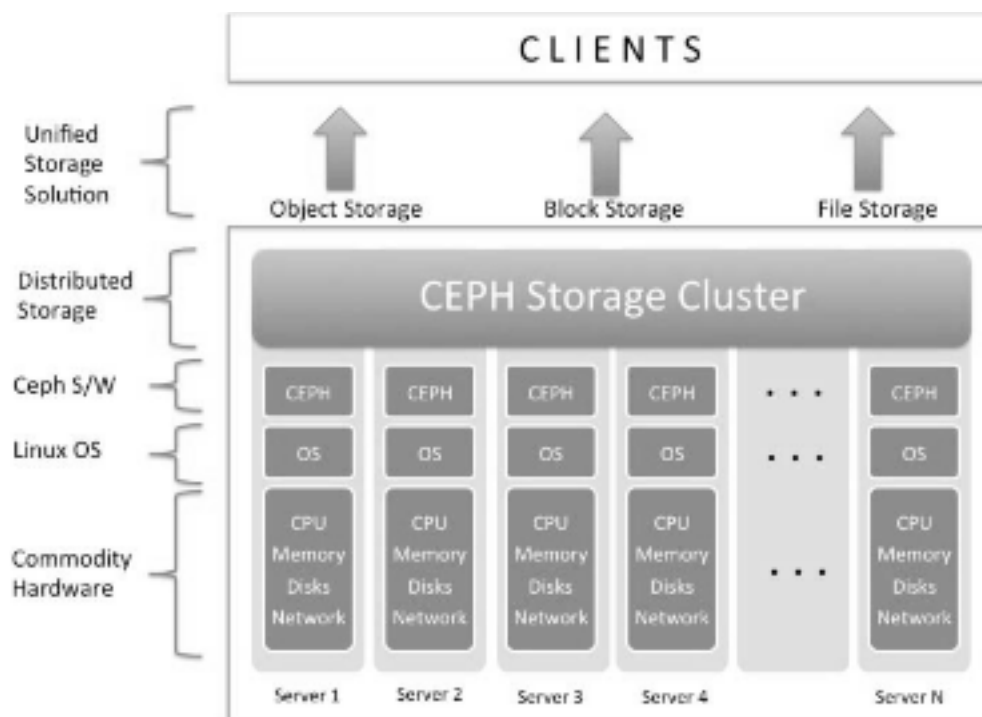 CLIENTS
Unified
Storage
Solution
Object Storage
Block Storage
File Storage
Distributed
Storage
CEPH Storage Cluster
Ceph S/W
CEPH
CEPH
CEPH
CEPH
. . .
CEPH
Linux OS
OS
OS
OS
OS
. . .
OS
Commodity
Hardware
CPU
Memory
Disks
Network
CPU
Memory
Disks
Network
CPU
Memory
Disks
Network
CPU
Memory
Disks
Network
. . .
CPU
Memory
Disks
Network
Server 1
Server 2
Server 3
Server 4
Server N